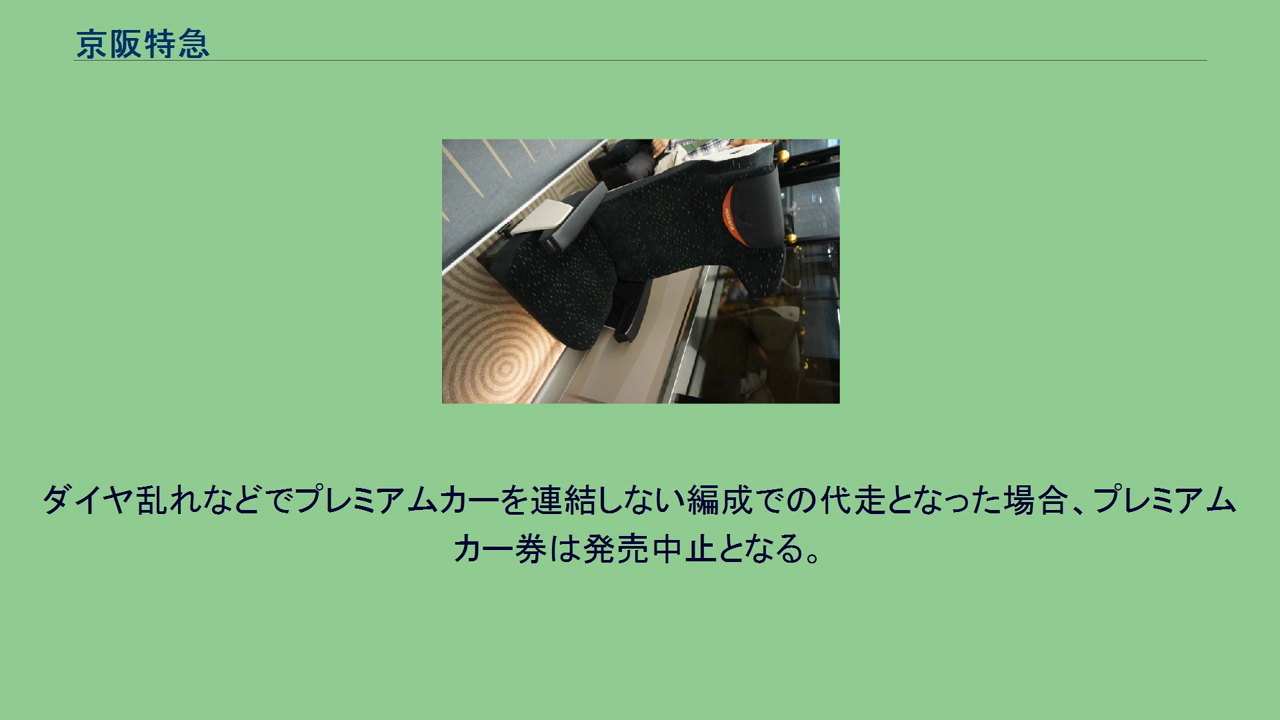 京阪特急
ダイヤ乱れなどでプレミアムカーを連結しない編成での代走となった場合、プレミアム
カー券は発売中止となる。